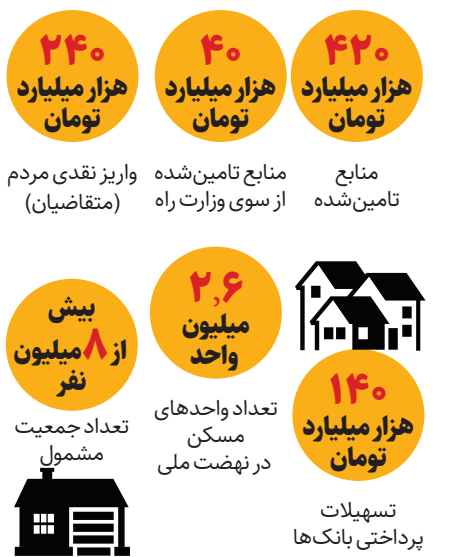 ۴۲۰
هزار میلیارد
تومان
منابع
تامین‌شده
۴۰
هزار میلیارد
تومان
منابع تامین‌شده
از سوی وزارت راه
۲۴۰
هزار میلیارد
تومان
واریز نقدی مردم
(متقاضیان)
۱۴۰
هزار میلیارد
تومان
تسهیلات
پرداختی بانک‌ها
۲,۶
میلیون
واحد
تعداد واحدهای
مسکن
در نهضت ملی
بیش
از ۸ میلیون
نفر
تعداد جمعیت
مشمول